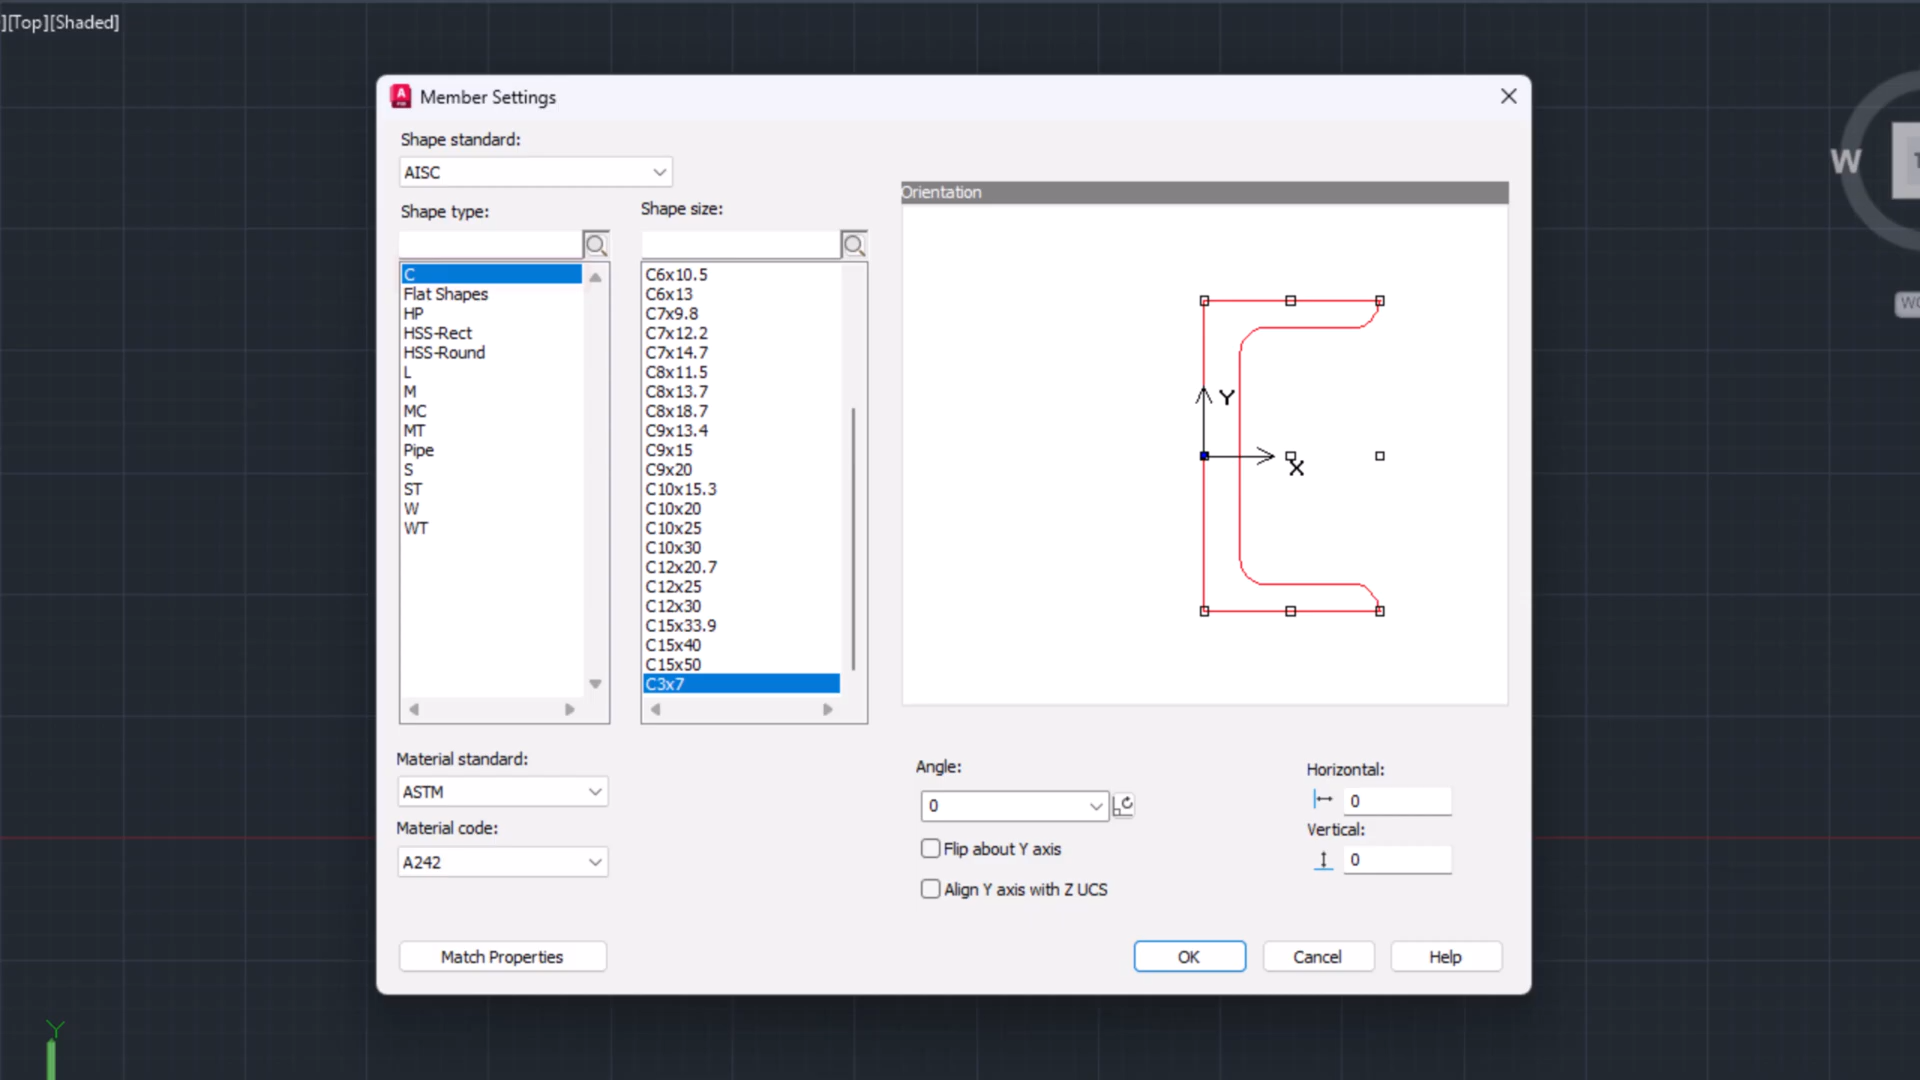 ][Top][Shaded]
Member Settings
Shape standard:
AISC
Shape type:
C
Flat Shapes
HP
HSS-Rect
HSS-Round
L
M
MC
MT
Pipe
S
ST
W
WT
Shape size:
C6x10.5
C6x13
C7x9.8
C7x12.2
C7x14.7
C8x11.5
C8x13.7
C8x18.7
C9x13.4
C9x15
C9x20
C10x15.3
C10x20
C10x25
C10x30
C12x20.7
C12x25
C12x30
C15x33.9
C15x40
C15x50
C3x7
Orientation
Y
X
Material standard:
ASTM
Material code:
A242
Angle:
0
Flip about Y axis
Align Y axis with Z UCS
Horizontal:
0
Vertical:
0
Match Properties
OK
Cancel
Help
W
Y